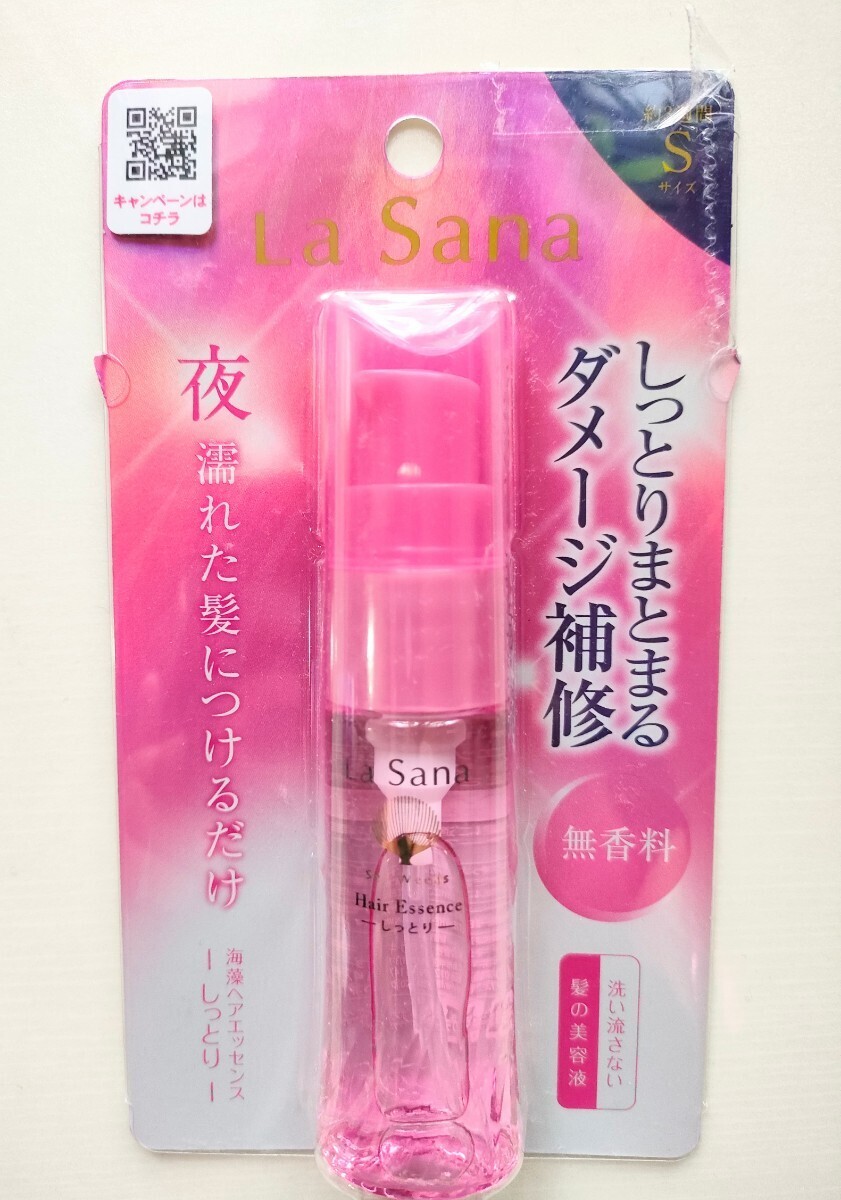 キャンペーンは
コチラ
S
サイズ
La Sana
しっとりまとまる
ダメージ補修
夜 濡れた髪につけるだけ
海藻ヘアエッセンス
ーしっとりー
無香料
洗い流さない
髪の美容液
La Sana
Hair Essence
ーしっとりー